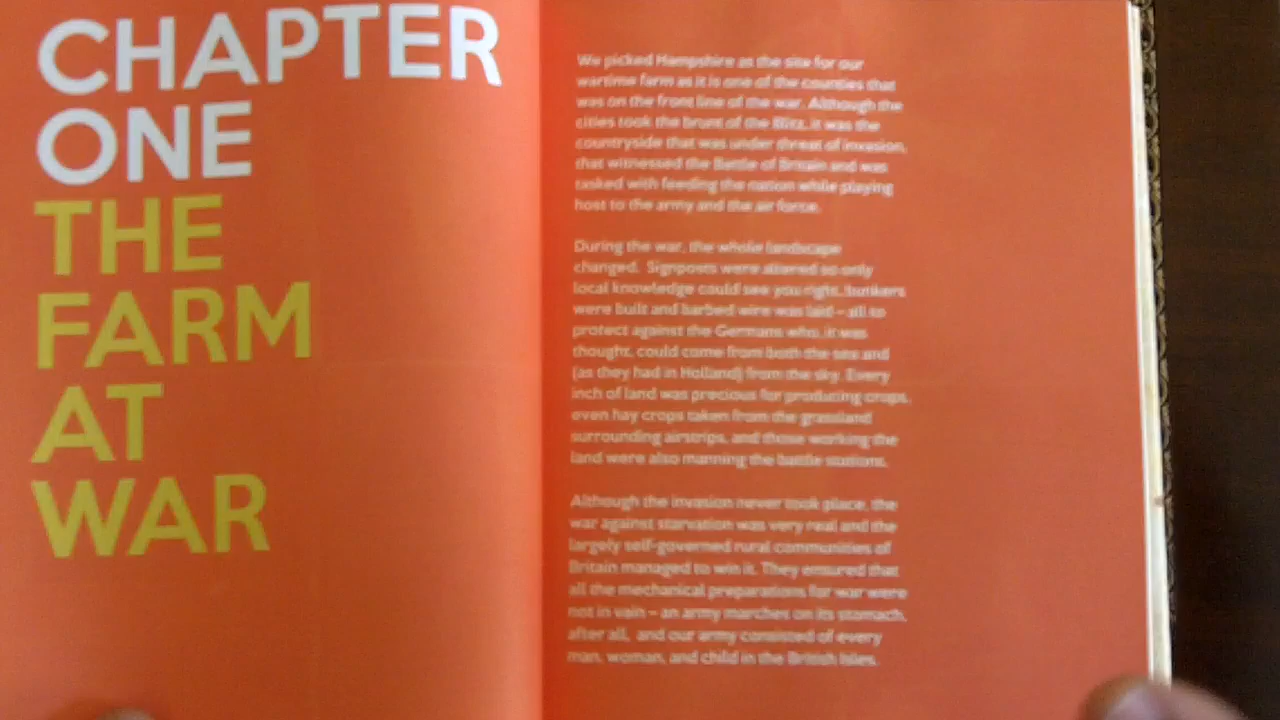 CHAPTER
ONE
THE
FARM
AT
WAR
We picked Hampshire as the site for our
wartime farm as it is one of the counties that
was on the front line of the war. Although the
cities took the brunt of the Blitz, it was the
countryside that was under threat of invasion,
that witnessed the Battle of Britain and was
tasked with feeding the nation while playing
host to the army and the air force.
During the war, the whole landscape
changed. Signposts were altered so only
local knowledge could see you right, bunkers
were built and barbed wire was laid – all to
protect against the Germans who, it was
thought, could come from both the sea and
(as they had in Holland) from the sky. Every
inch of land was precious for producing crops,
even hay crops taken from the grassland
surrounding airstrips, and those working the
land were also manning the battle stations.
Although the invasion never took place, the
war against starvation was very real and the
largely self-governed rural communities of
Britain managed to win it. They ensured that
all the mechanical preparations for war were
not in vain – an army marches on its stomach,
after all, and our army consisted of every
man, woman, and child in the British Isles.